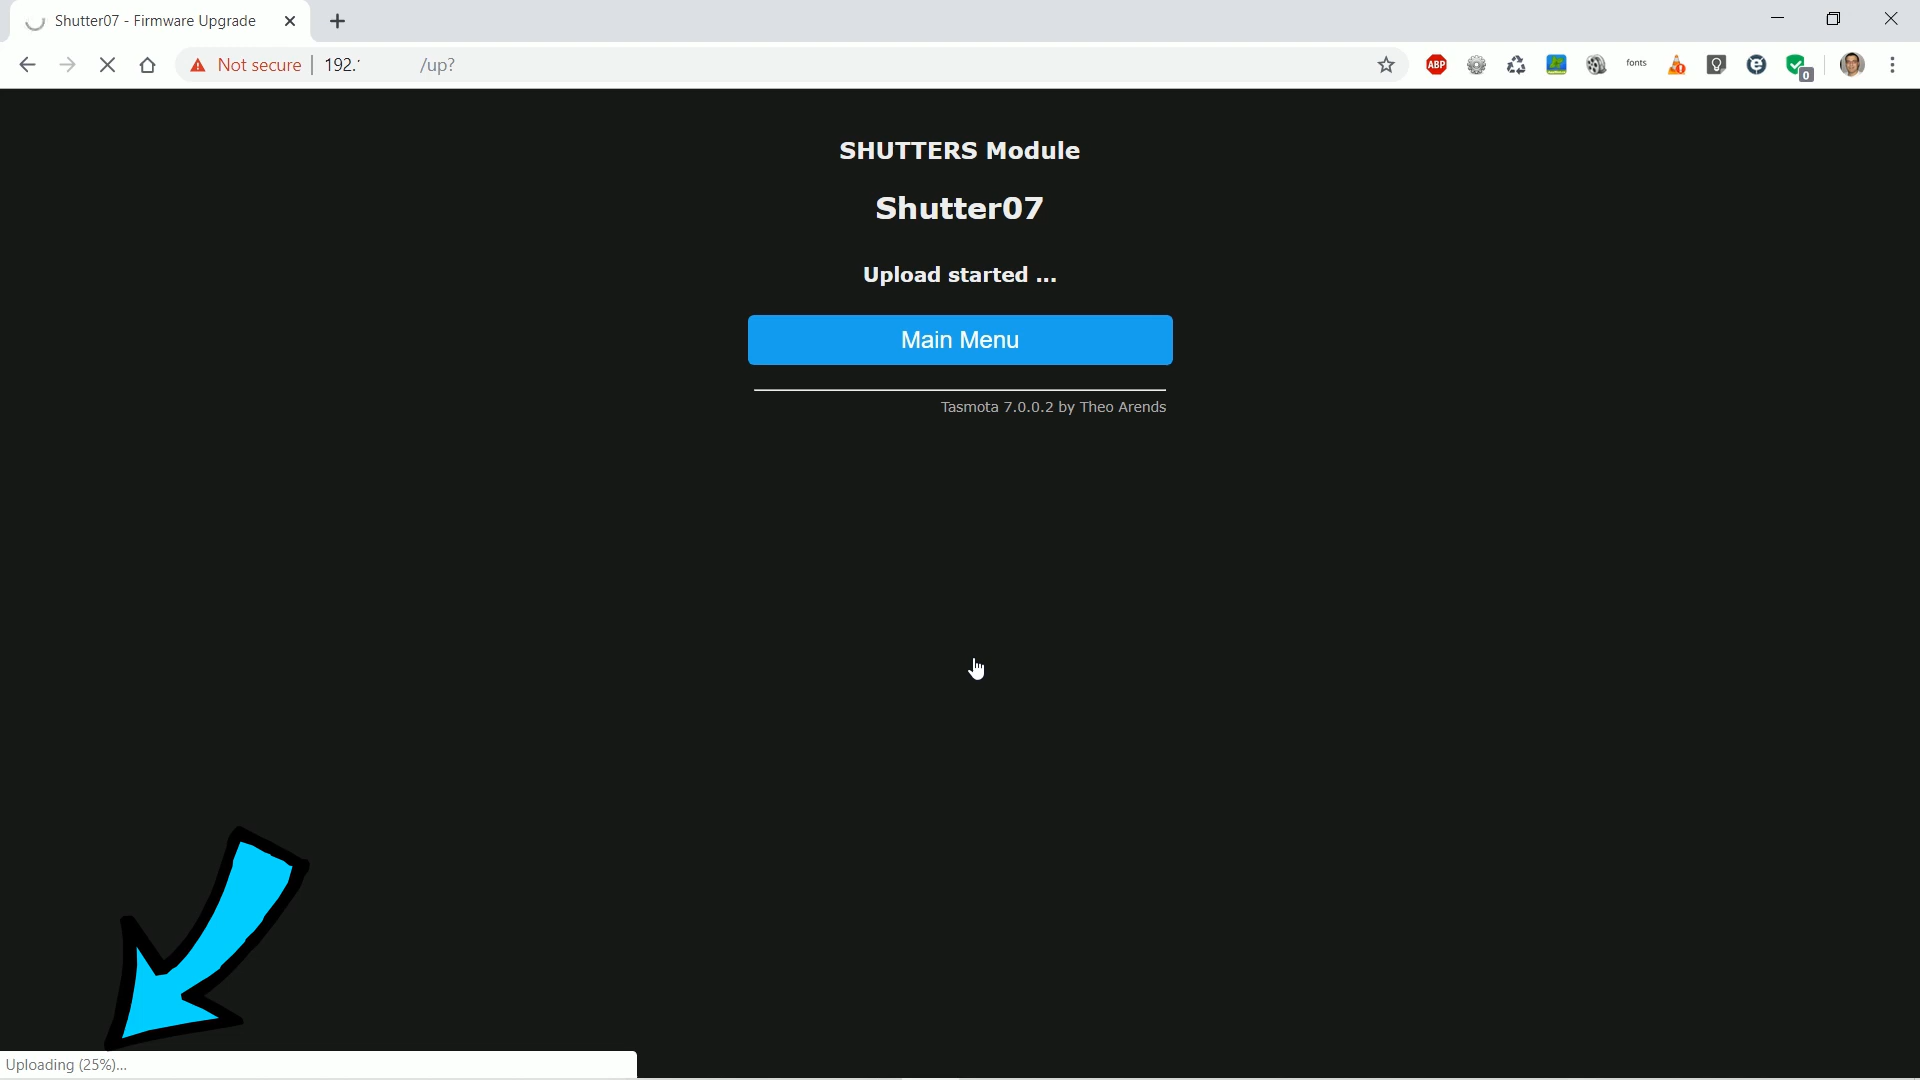 Shutter07 - Firmware Upgrade
Not secure
192.
/up?
ABP
fonts
0
SHUTTERS Module
Shutter07
Upload started ...
Main Menu
Tasmota 7.0.0.2 by Theo Arends
Uploading (25%)...